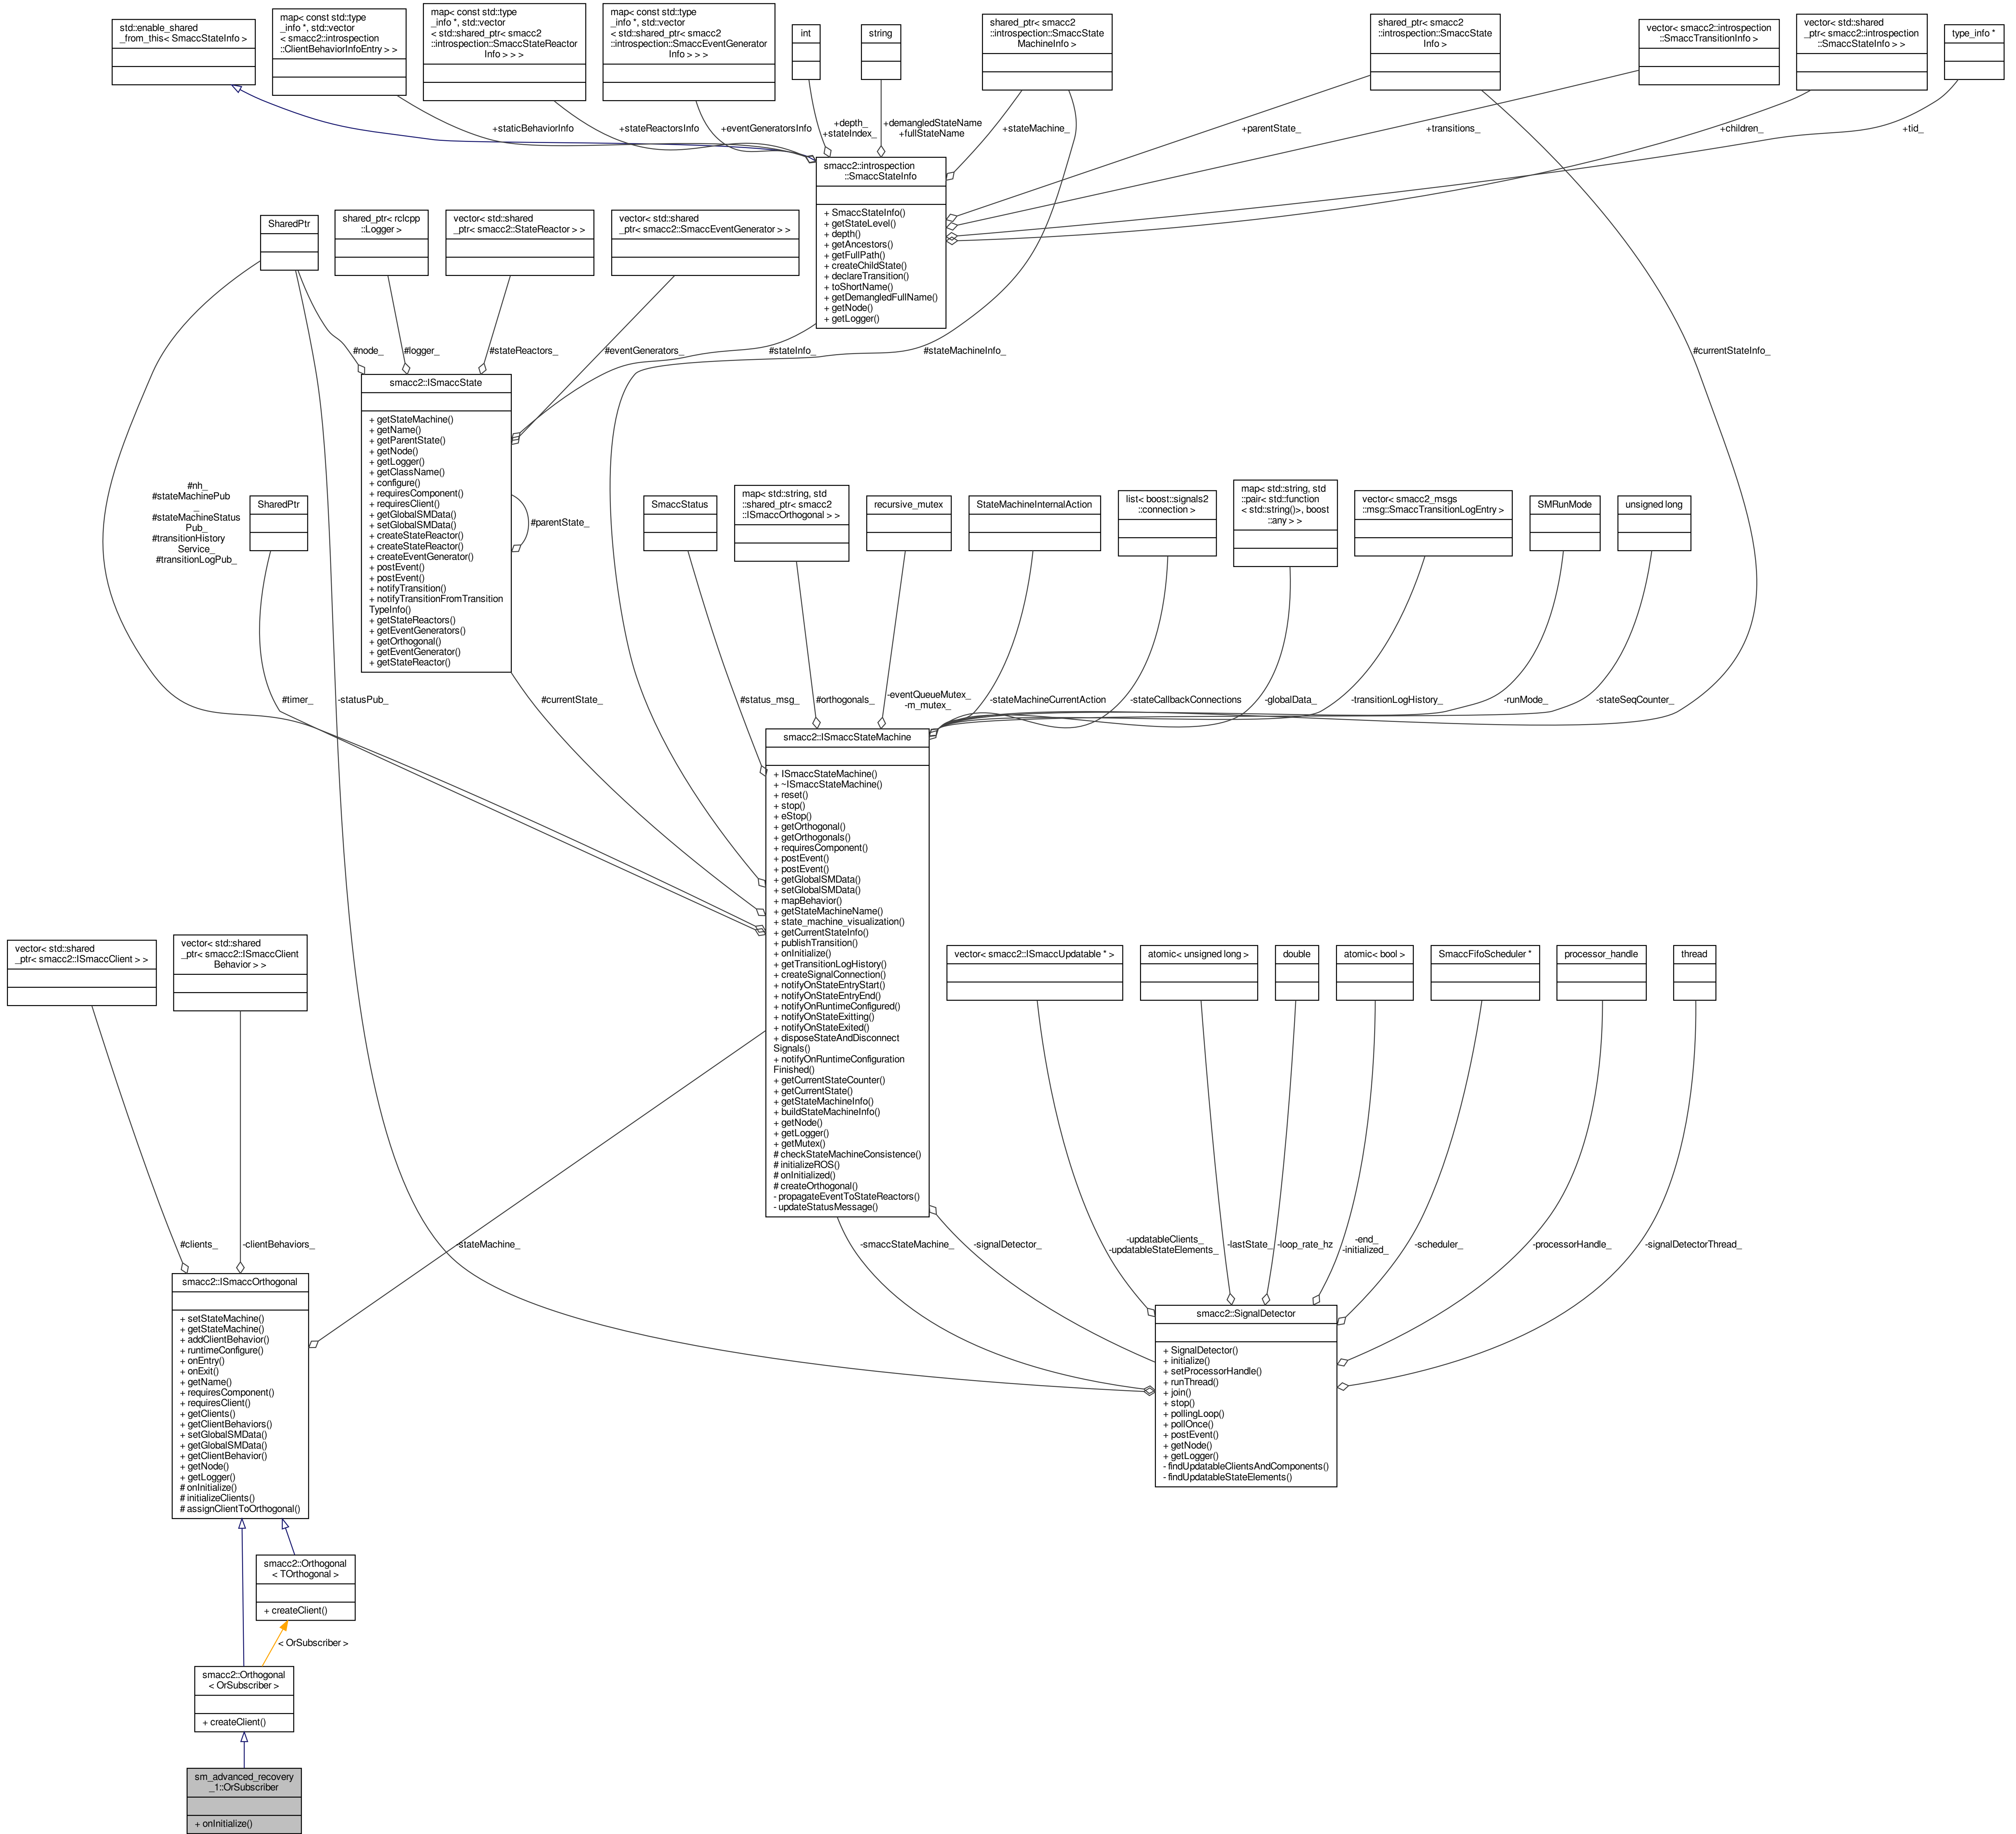 std::enable_shared
_from_this< SmaccStateInfo >
map< const std::type
_info *, std::vector
< smacc2::introspection
::ClientBehaviorInfoEntry > >
map< const std::type
_info *, std::vector
< std::shared_ptr< smacc2
::introspection::SmaccStateReactor
Info > > >
map< const std::type
_info *, std::vector
< std::shared_ptr< smacc2
::introspection::SmaccEventGenerator
Info > > >
int
string
shared_ptr< smacc2
::introspection::SmaccState
MachineInfo >
shared_ptr< smacc2
::introspection::SmaccState
Info >
vector< smacc2::introspection
::SmaccTransitionInfo >
vector< std::shared
_ptr< smacc2::introspection
::SmaccStateInfo > >
type_info *
+staticBehaviorInfo
+stateReactorsInfo
+eventGeneratorsInfo
+depth_
+stateIndex_
+demangledStateName
+fullStateName
+stateMachine_
+parentState_
+transitions_
+children_
+tid_
smacc2::introspection
::SmaccStateInfo
+ SmaccStateInfo()
+ getStateLevel()
+ depth()
+ getAncestors()
+ getFullPath()
+ createChildState()
+ declareTransition()
+ toShortName()
+ getDemangledFullName()
+ getNode()
+ getLogger()
SharedPtr
shared_ptr< rclcpp
::Logger >
vector< std::shared
_ptr< smacc2::StateReactor > >
vector< std::shared
_ptr< smacc2::SmaccEventGenerator > >
#node_
#logger_
#stateReactors_
#eventGenerators_
#stateInfo_
#stateMachineInfo_
#currentStateInfo_
smacc2::ISmaccState
+ getStateMachine()
+ getName()
+ getParentState()
+ getNode()
+ getLogger()
+ getClassName()
+ configure()
+ requiresComponent()
+ requiresClient()
+ getGlobalSMData()
+ setGlobalSMData()
+ createStateReactor()
+ createStateReactor()
+ createEventGenerator()
+ postEvent()
+ postEvent()
+ notifyTransition()
+ notifyTransitionFromTransition
TypeInfo()
+ getStateReactors()
+ getEventGenerators()
+ getOrthogonal()
+ getEventGenerator()
+ getStateReactor()
#parentState_
#nh_
#stateMachinePub
_
#stateMachineStatus
Pub_
#transitionHistory
Service_
#transitionLogPub_
SharedPtr
SmaccStatus
map< std::string, std
::shared_ptr< smacc2
::ISmaccOrthogonal > >
recursive_mutex
StateMachineInternalAction
list< boost::signals2
::connection >
map< std::string, std
::pair< std::function
< std::string()>, boost
::any > >
vector< smacc2_msgs
::msg::SmaccTransitionLogEntry >
SMRunMode
unsigned long
#timer_
-statusPub_
#currentState_
#status_msg_
#orthogonals_
-eventQueueMutex_
-m_mutex_
-stateMachineCurrentAction
-stateCallbackConnections
-globalData_
-transitionLogHistory_
-runMode_
-stateSeqCounter_
smacc2::ISmaccStateMachine
+ ISmaccStateMachine()
+ ~ISmaccStateMachine()
+ reset()
+ stop()
+ eStop()
+ getOrthogonal()
+ getOrthogonals()
+ requiresComponent()
+ postEvent()
+ postEvent()
+ getGlobalSMData()
+ setGlobalSMData()
+ mapBehavior()
+ getStateMachineName()
+ state_machine_visualization()
+ getCurrentStateInfo()
+ publishTransition()
+ onInitialize()
+ getTransitionLogHistory()
+ createSignalConnection()
+ notifyOnStateEntryStart()
+ notifyOnStateEntryEnd()
+ notifyOnRuntimeConfigured()
+ notifyOnStateExitting()
+ notifyOnStateExited()
+ disposeStateAndDisconnect
Signals()
+ notifyOnRuntimeConfiguration
Finished()
+ getCurrentStateCounter()
+ getCurrentState()
+ getStateMachineInfo()
+ buildStateMachineInfo()
+ getNode()
+ getLogger()
+ getMutex()
# checkStateMachineConsistence()
# initializeROS()
# onInitialized()
# createOrthogonal()
- propagateEventToStateReactors()
- updateStatusMessage()
vector< std::shared
_ptr< smacc2::ISmaccClient > >
vector< std::shared
_ptr< smacc2::ISmaccClient
Behavior > >
vector< smacc2::ISmaccUpdatable * >
atomic< unsigned long >
double
atomic< bool >
SmaccFifoScheduler *
processor_handle
thread
#clients_
-clientBehaviors_
-stateMachine_
-smaccStateMachine_
-signalDetector_
-updatableClients_
-updatableStateElements_
-lastState_
-loop_rate_hz
-end_
-initialized_
-scheduler_
-processorHandle_
-signalDetectorThread_
smacc2::ISmaccOrthogonal
+ setStateMachine()
+ getStateMachine()
+ addClientBehavior()
+ runtimeConfigure()
+ onEntry()
+ onExit()
+ getName()
+ requiresComponent()
+ requiresClient()
+ getClients()
+ getClientBehaviors()
+ setGlobalSMData()
+ getGlobalSMData()
+ getClientBehavior()
+ getNode()
+ getLogger()
# onInitialize()
# initializeClients()
# assignClientToOrthogonal()
smacc2::SignalDetector
+ SignalDetector()
+ initialize()
+ setProcessorHandle()
+ runThread()
+ join()
+ stop()
+ pollingLoop()
+ pollOnce()
+ postEvent()
+ getNode()
+ getLogger()
- findUpdatableClientsAndComponents()
- findUpdatableStateElements()
smacc2::Orthogonal
< TOrthogonal >
+ createClient()
< OrSubscriber >
smacc2::Orthogonal
< OrSubscriber >
+ createClient()
sm_advanced_recovery
_1::OrSubscriber
+ onInitialize()